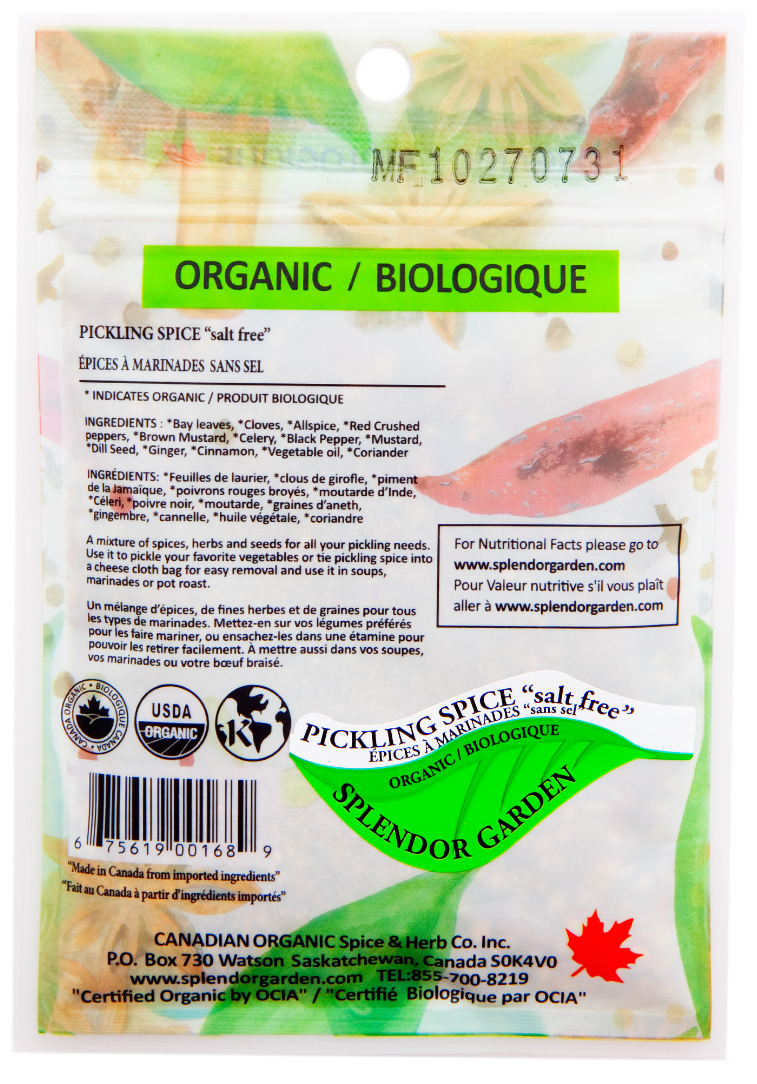 MF10270731
ORGANIC / BIOLOGIQUE
PICKLING SPICE “salt free”
ÉPICES À MARINADES SANS SEL
* INDICATES ORGANIC / PRODUIT BIOLOGIQUE
INGREDIENTS : *Bay leaves, *Cloves, *Allspice, *Red Crushed
peppers, *Brown Mustard, *Celery, *Black Pepper, *Mustard,
*Dill Seed, *Ginger, *Cinnamon, *Vegetable oil, *Coriander
INGRÉDIENTS: *Feuilles de laurier, *clous de girofle, *piment
de la Jamaïque, *poivrons rouges broyés, *moutarde d'Inde,
*Céleri, *poivre noir, *moutarde, *graines d'aneth,
*gingembre, *cannelle, *huile végétale, *coriandre
A mixture of spices, herbs and seeds for all your pickling needs.
Use it to pickle your favorite vegetables or tie pickling spice into
a cheese cloth bag for easy removal and use it in soups,
marinades or pot roast.
Un mélange d'épices, de fines herbes et de graines pour tous
les types de marinades. Mettez-en sur vos légumes préférés
pour les faire mariner, ou ensachez-les dans une étamine pour
pouvoir les retirer facilement. À mettre aussi dans vos soupes,
vos marinades ou votre bœuf braisé.
For Nutritional Facts please go to
www.splendorgarden.com
Pour Valeur nutritive s'il vous plaît
aller à www.splendorgarden.com
CANADA ORGANIC • BIOLOGIQUE CANADA •
USDA
ORGANIC
K
PICKLING SPICE “salt free”
ÉPICES À MARINADES “sans sel”
ORGANIC / BIOLOGIQUE
SPLENDOR GARDEN
6 75619 00168 9
“Made in Canada from imported ingredients”
“Fait au Canada à partir d'ingrédients importés”
CANADIAN ORGANIC Spice & Herb Co. Inc.
P.O. Box 730 Watson Saskatchewan, Canada S0K4V0
www.splendorgarden.com TEL:855-700-8219
"Certified Organic by OCIA" / "Certifié Biologique par OCIA"